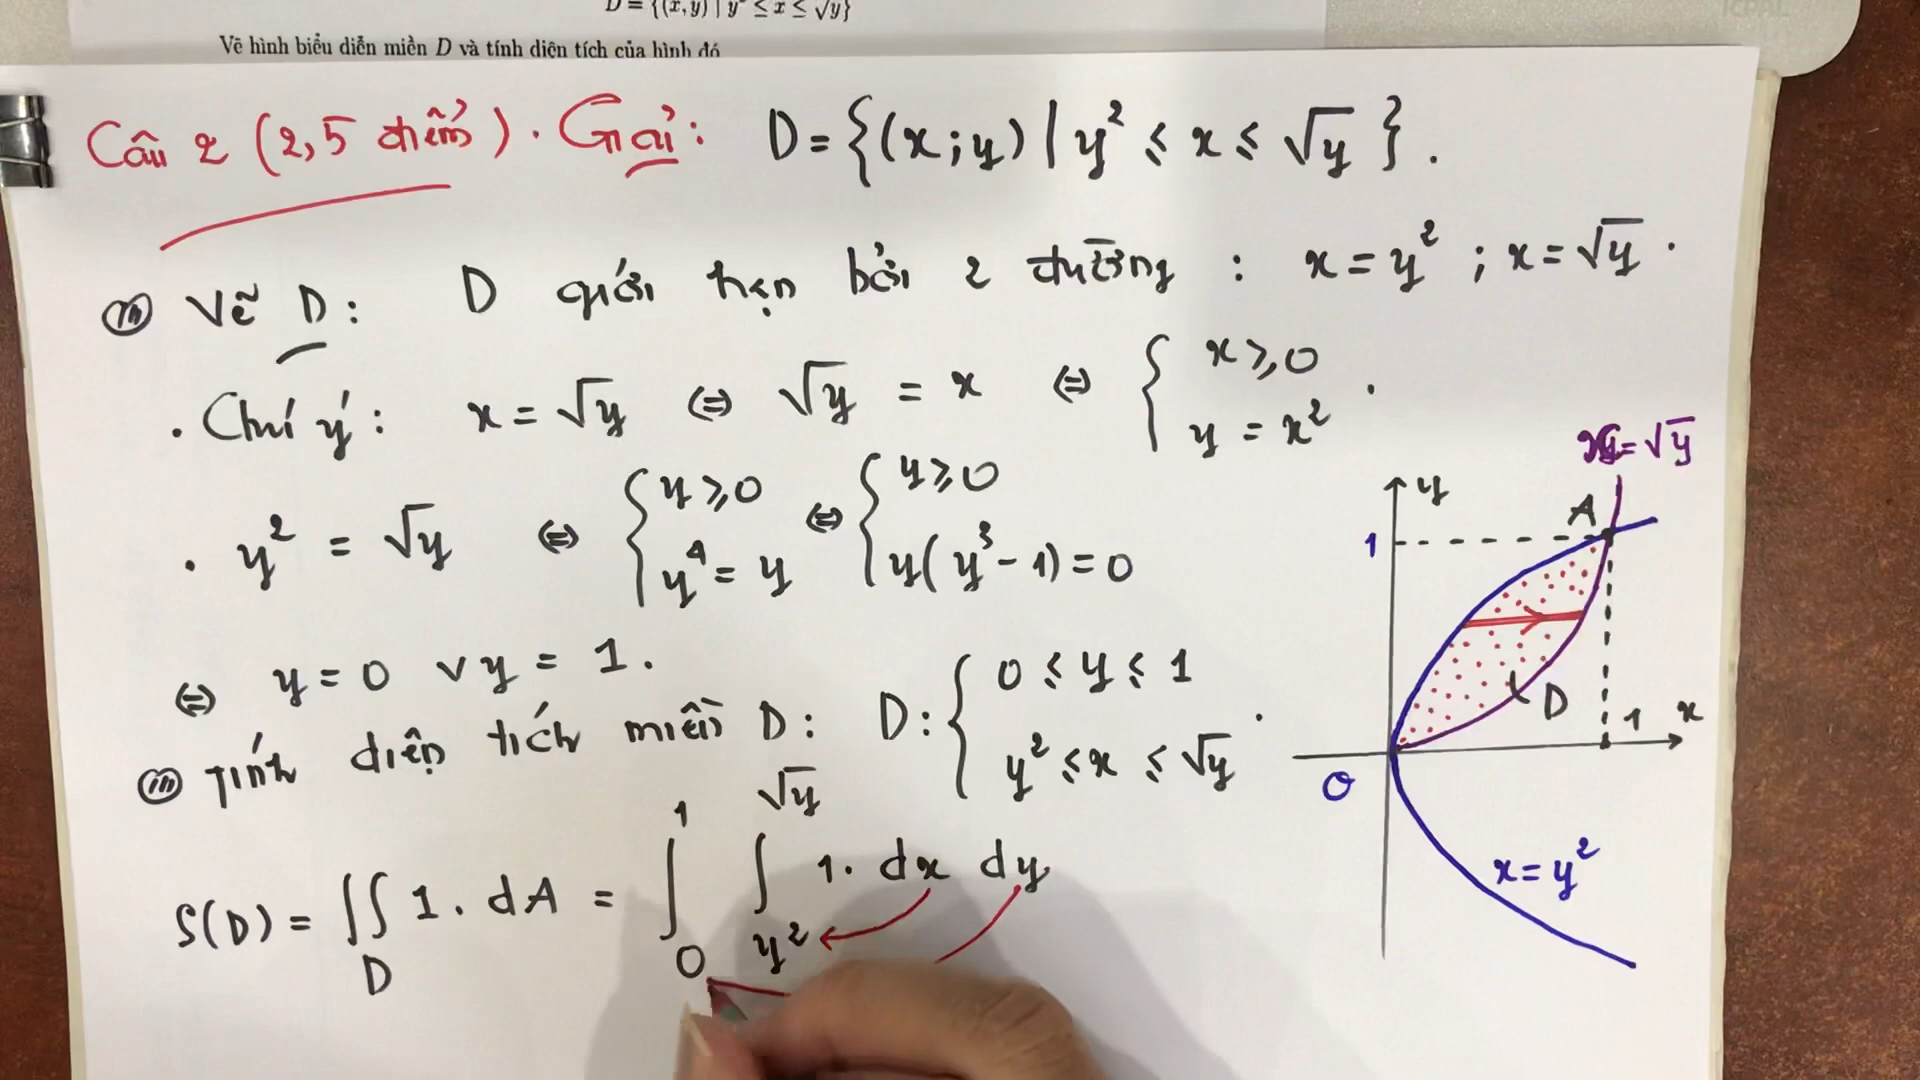 D = {(x, y) | y² ≤ x ≤ √y}
Vẽ hình biểu diễn miền D và tính diện tích của hình đó
Câu 2 (2,5 điểm). Giải: D = {(x; y) | y² ≤ x ≤ √y}.
Vẽ D: D giới hạn bởi 2 đường : x = y² ; x = √y .
. Chú ý: x = √y ⇔ √y = x ⇔ { x ≥ 0
y = x² .
. y² = √y ⇔ { y ≥ 0
y⁴ = y ⇔ { y ≥ 0
y(y³ - 1) = 0
⇔ y = 0 ∨ y = 1.
Tính diện tích miền D: D: { 0 ≤ y ≤ 1
y² ≤ x ≤ √y .
S(D) = ∬_D 1. dA = ∫_0^1 ∫_{y²}^{√y} 1. dx dy
x = √y
y
A
1
D
1
x
O
x = y²